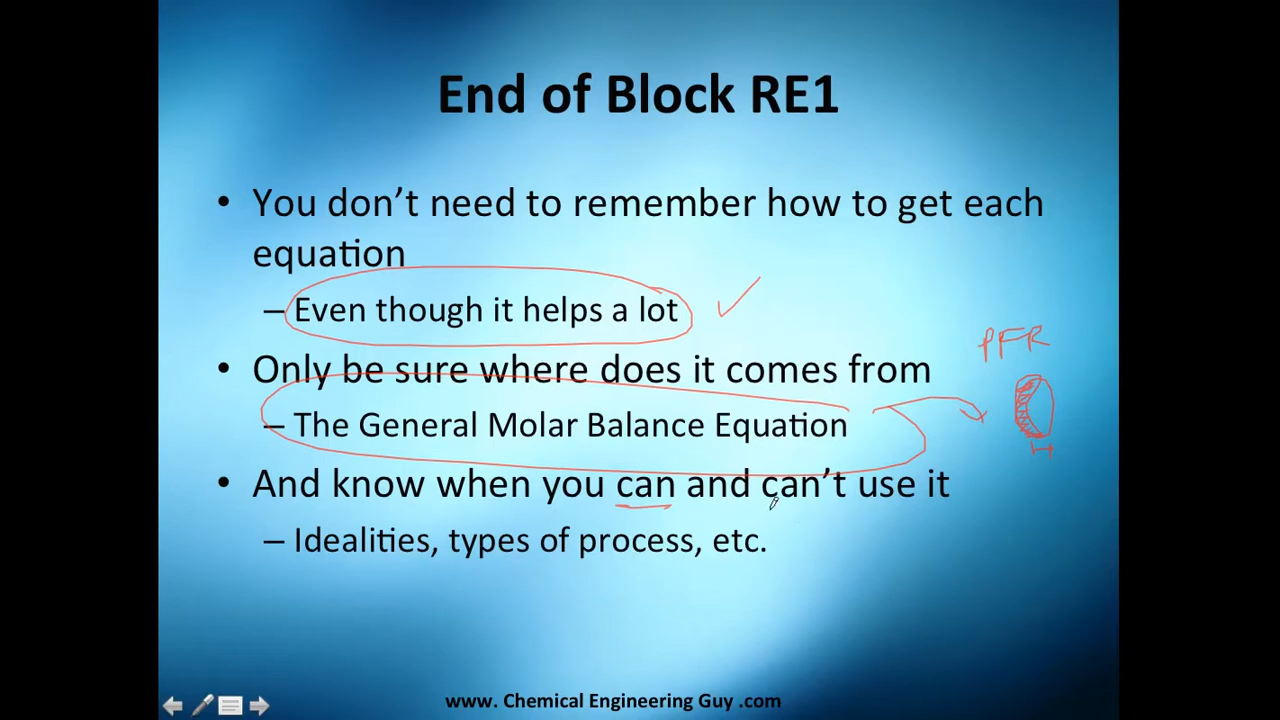 End of Block RE1
• You don't need to remember how to get each
equation
– Even though it helps a lot
• Only be sure where does it comes from
PFR
– The General Molar Balance Equation
• And know when you can and can't use it
– Idealities, types of process, etc.
www. Chemical Engineering Guy .com